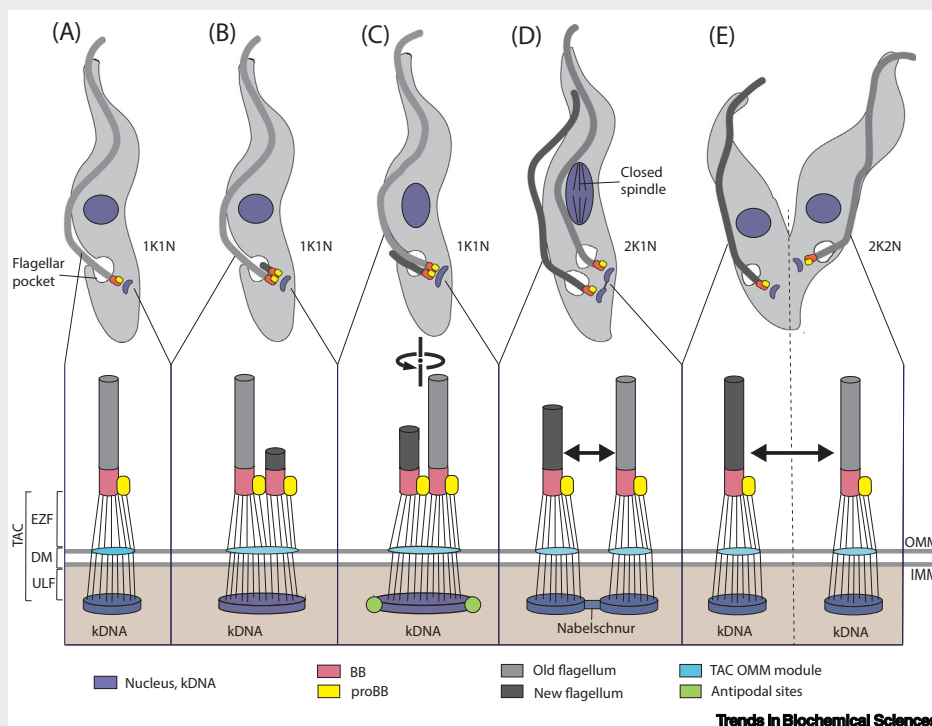 (A)
(B)
(C)
(D)
(E)
Closed
spindle
1K1N
1K1N
1K1N
2K1N
2K2N
Flagellar
pocket
TAC
EZF
DM
ULF
OMM
IMM
kDNA
kDNA
kDNA
Nabelschnur
kDNA
kDNA
Nucleus, kDNA
BB
proBB
Old flagellum
New flagellum
TAC OMM module
Antipodal sites
Trends in Biochemical Sciences